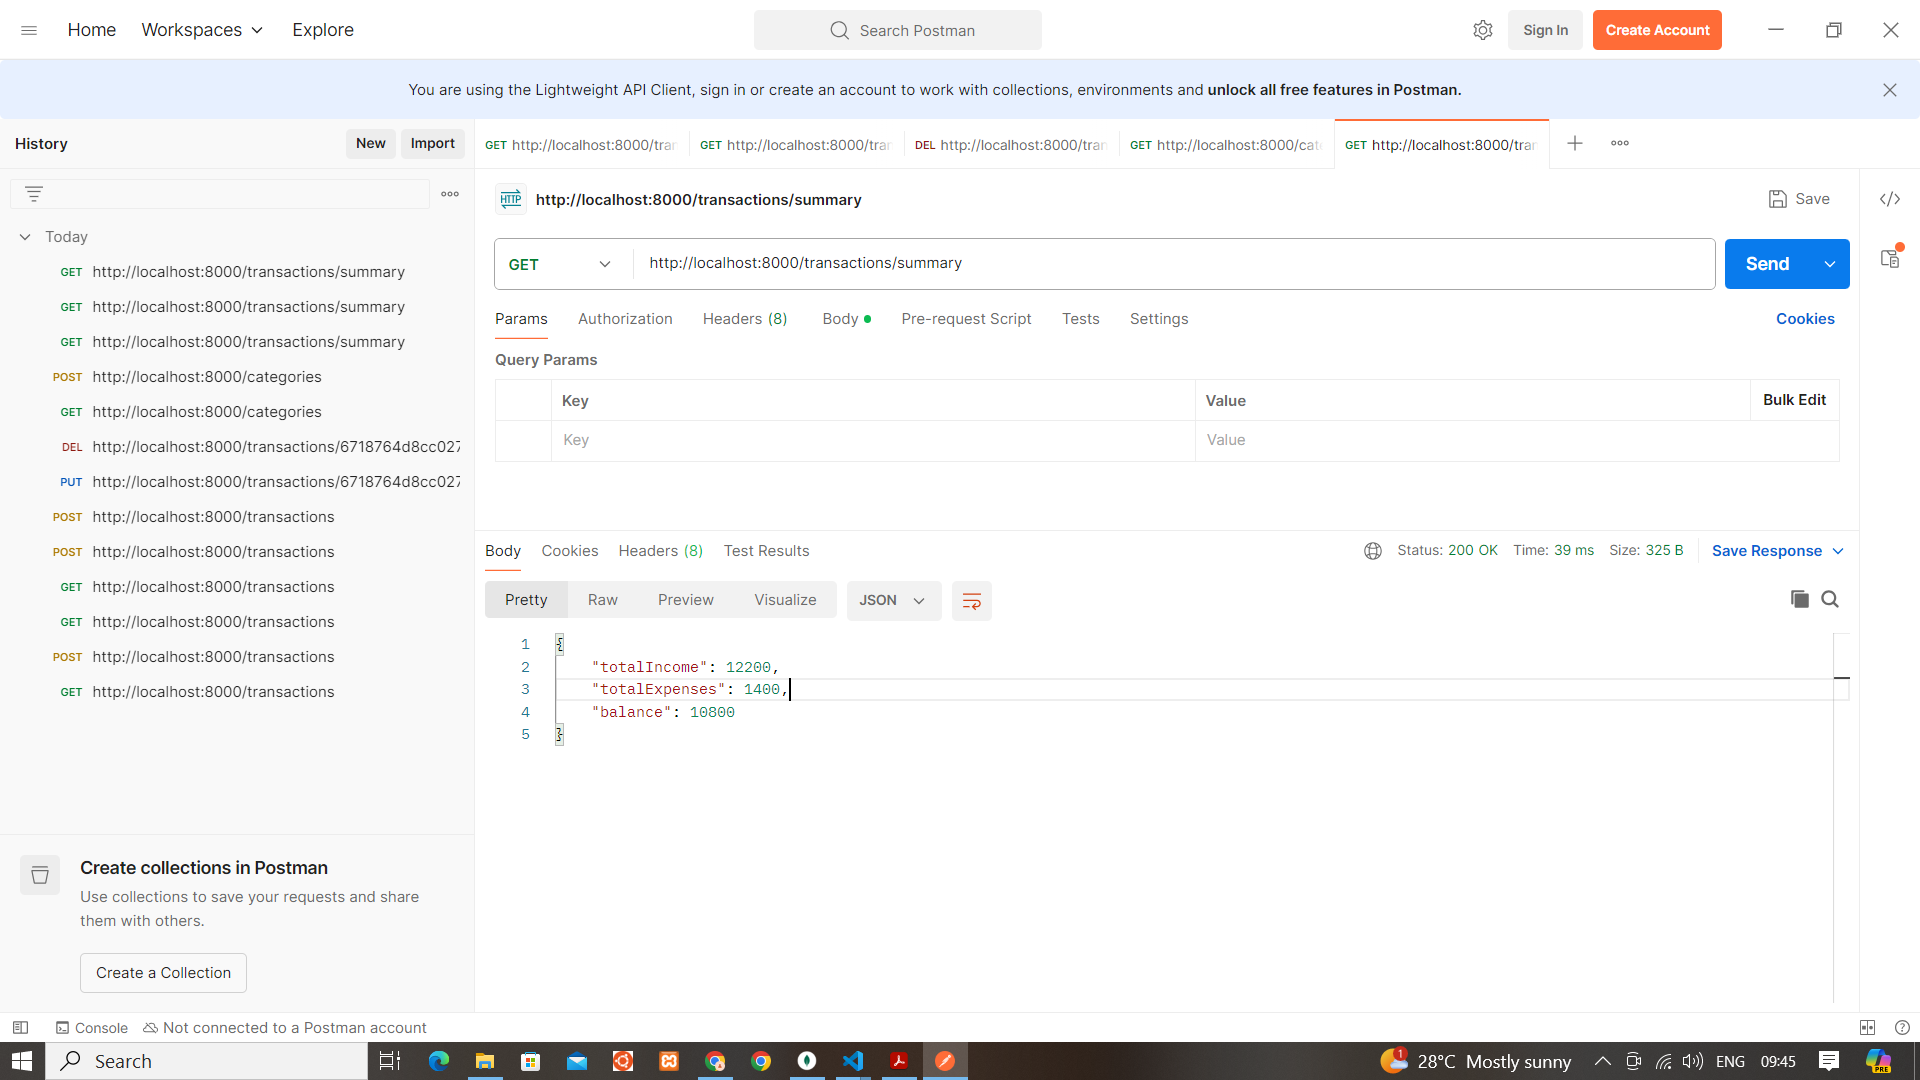 Home
Workspaces
Explore
Search Postman
Sign In
Create Account
You are using the Lightweight API Client, sign in or create an account to work with collections, environments and unlock all free features in Postman.
History
New
Import
GET http://localhost:8000/tran
GET http://localhost:8000/tran
DEL http://localhost:8000/tran
GET http://localhost:8000/cate
GET http://localhost:8000/tran
Today
GET http://localhost:8000/transactions/summary
GET http://localhost:8000/transactions/summary
GET http://localhost:8000/transactions/summary
POST http://localhost:8000/categories
GET http://localhost:8000/categories
DEL http://localhost:8000/transactions/6718764d8cc027
PUT http://localhost:8000/transactions/6718764d8cc027
POST http://localhost:8000/transactions
POST http://localhost:8000/transactions
GET http://localhost:8000/transactions
GET http://localhost:8000/transactions
POST http://localhost:8000/transactions
GET http://localhost:8000/transactions
Create collections in Postman
Use collections to save your requests and share
them with others.
Create a Collection
HTTP http://localhost:8000/transactions/summary
Save
GET http://localhost:8000/transactions/summary
Send
Params Authorization Headers (8) Body Pre-request Script Tests Settings
Cookies
Query Params
Key Value Bulk Edit
Key Value
Body Cookies Headers (8) Test Results
Status: 200 OK Time: 39 ms Size: 325 B
Save Response
Pretty Raw Preview Visualize JSON
1 {
2 "totalIncome": 12200,
3 "totalExpenses": 1400,
4 "balance": 10800
5 }
Console
Not connected to a Postman account
Search
1
28°C Mostly sunny
ENG
09:45
PRE